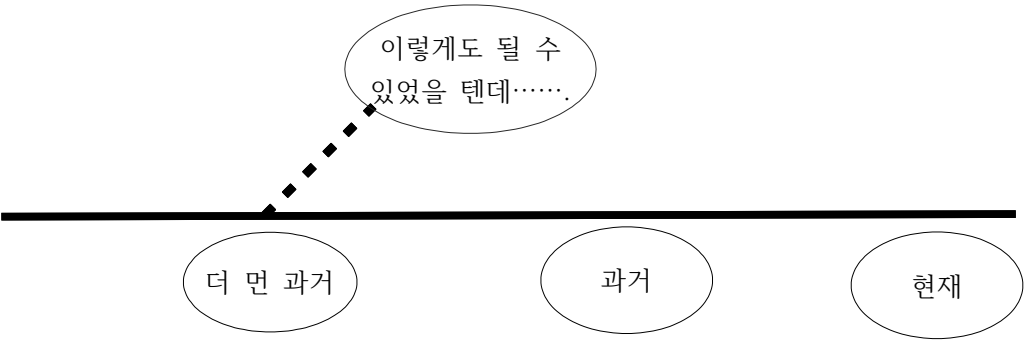 이렇게도 될 수
있었을 텐데…….
더 먼 과거
과거
현재